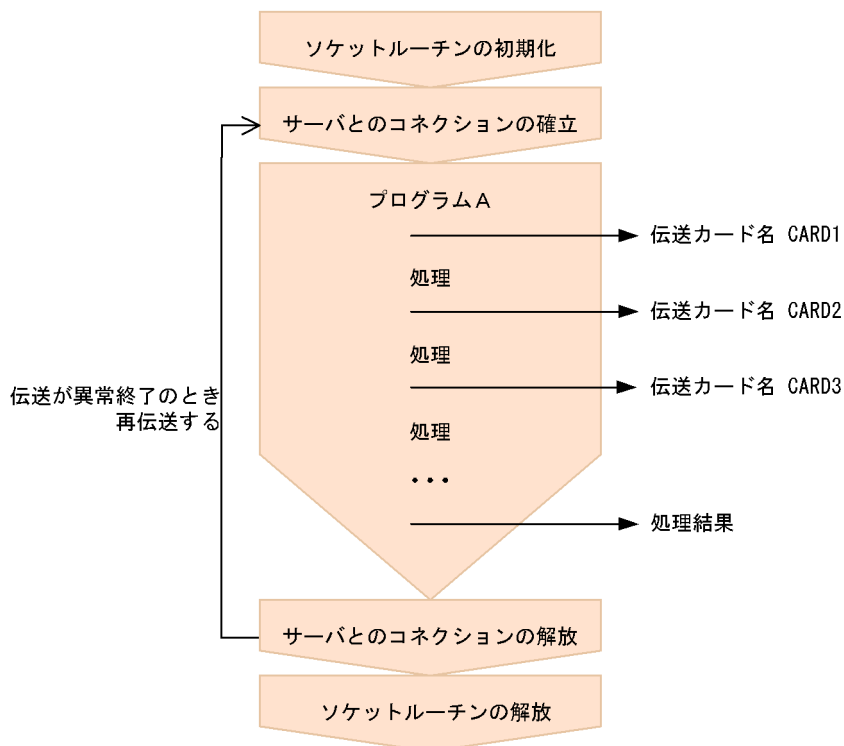 ソケットルーチンの初期化
サーバとのコネクションの確立
プログラムA
伝送カード名 CARD1
処理
伝送カード名 CARD2
処理
伝送カード名 CARD3
伝送が異常終了のとき
再伝送する
処理
・・・
処理結果
サーバとのコネクションの解放
ソケットルーチンの解放